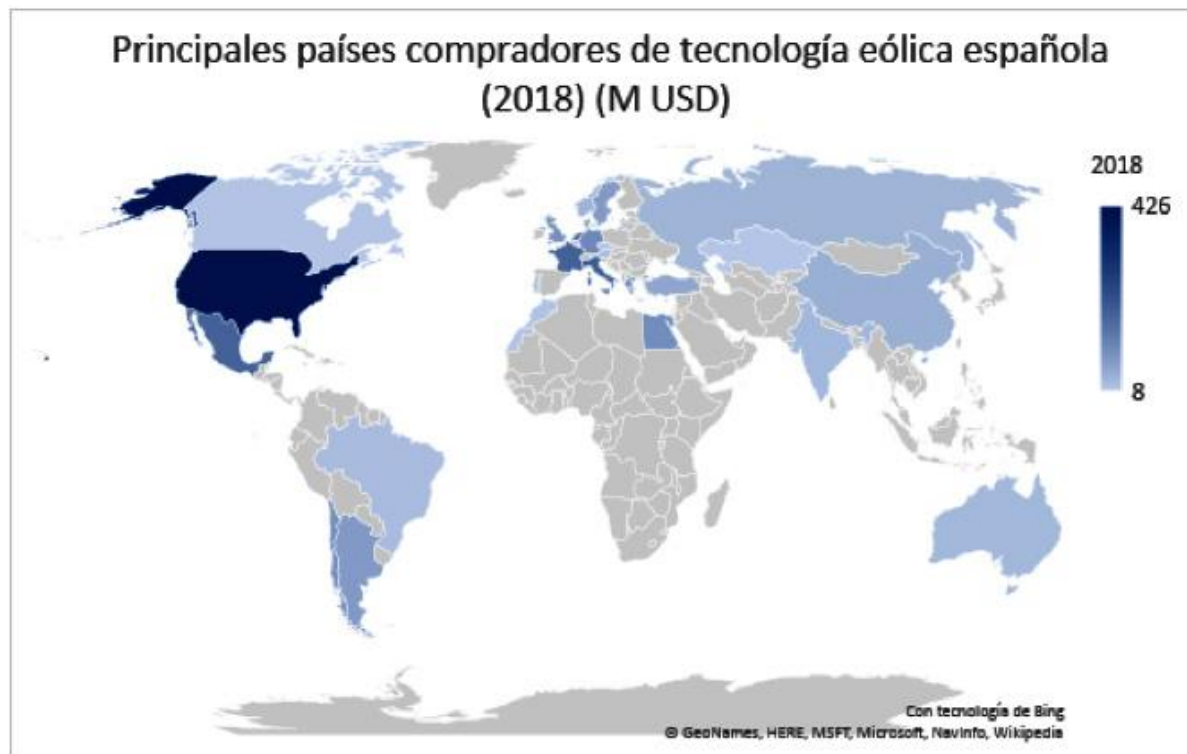 Principales países compradores de tecnología eólica española
(2018) (M USD)
2018
426
8
Con tecnología de Bing
© GeoNames, HERE, MSFT, Microsoft, NavInfo, Wikipedia